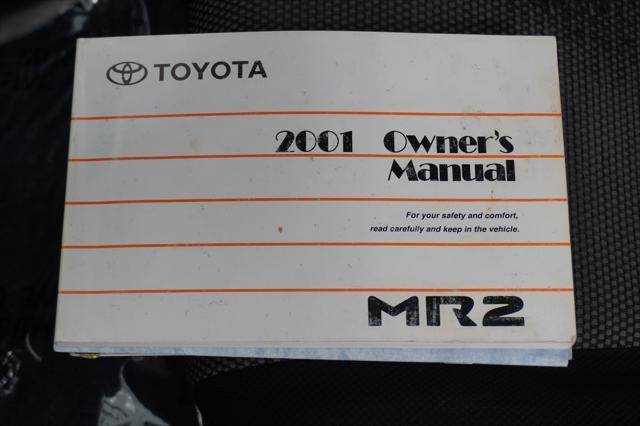 TOYOTA
2001 Owner's
Manual
For your safety and comfort,
read carefully and keep in the vehicle.
MR2